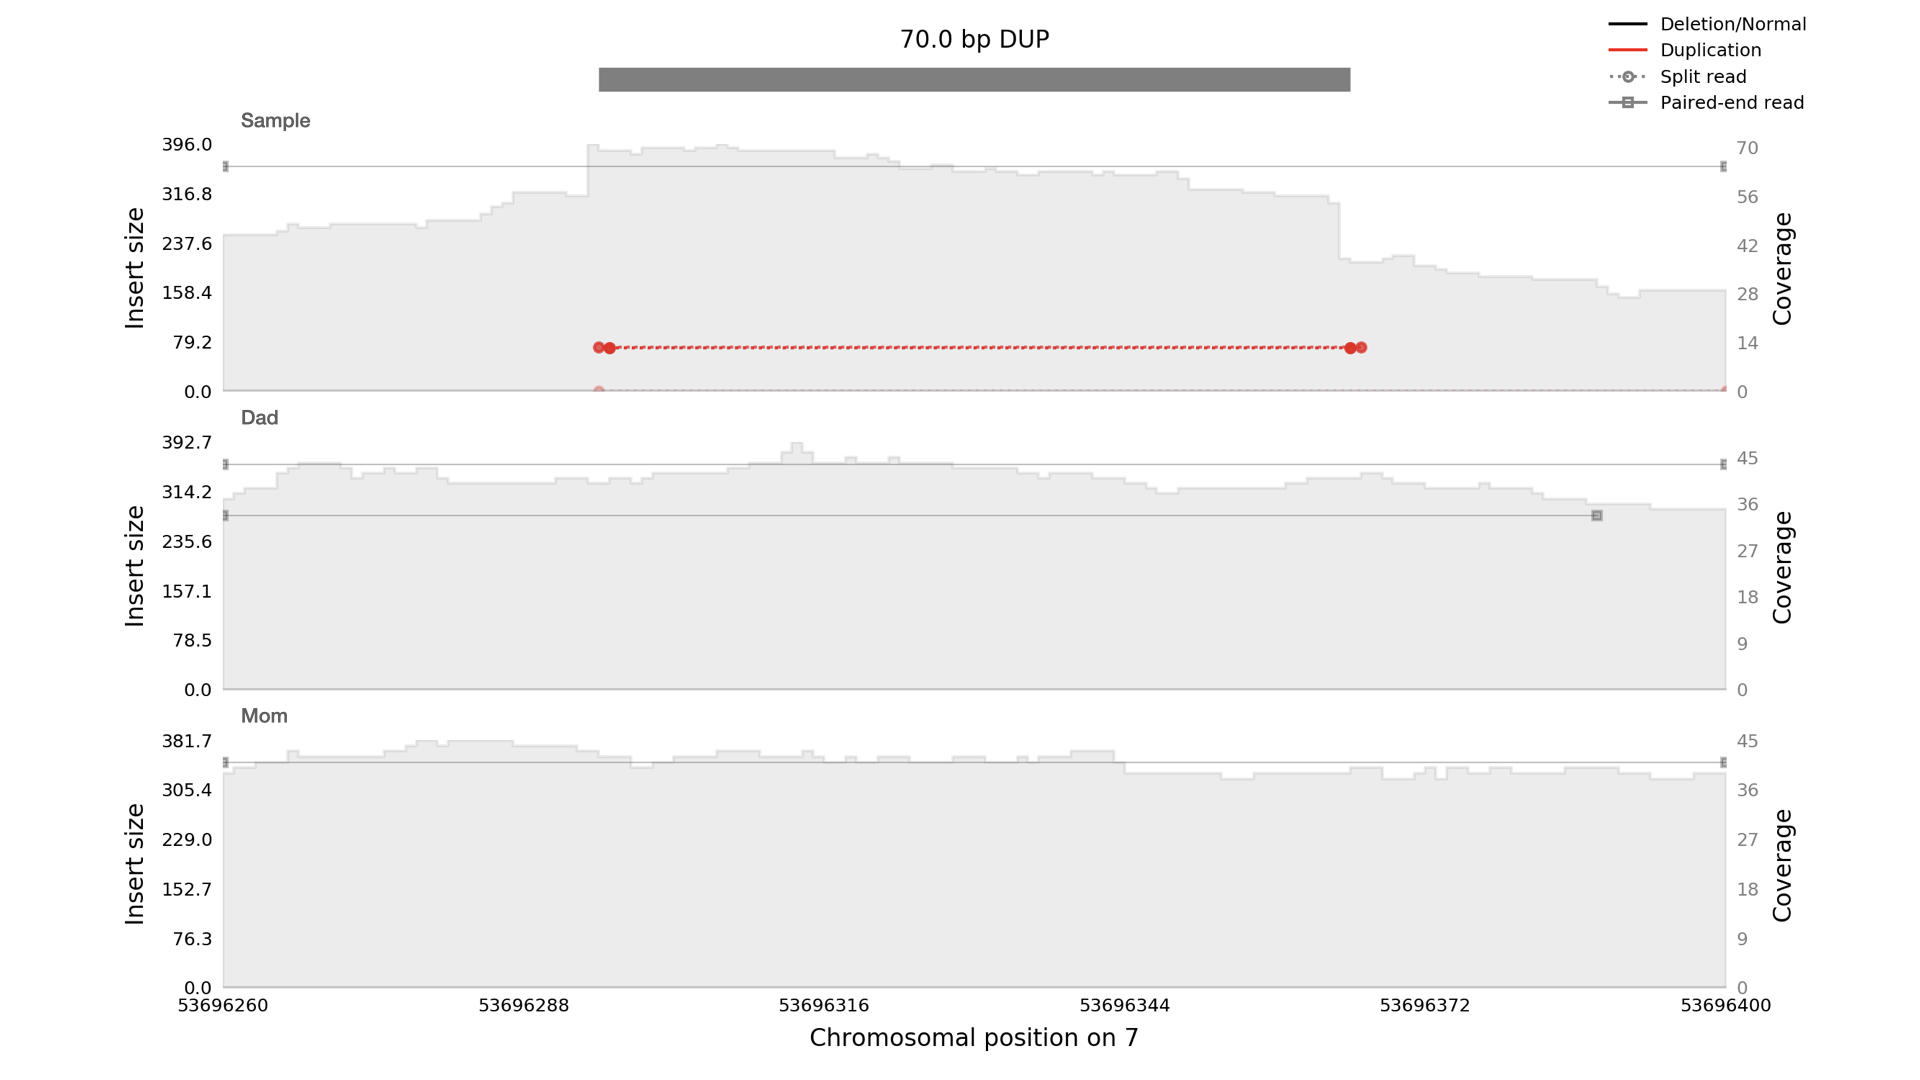 70.0 bp DUP
Deletion/Normal
Duplication
Split read
Paired-end read
Sample
396.0
316.8
237.6
158.4
79.2
0.0
Insert size
70
56
42
28
14
0
Coverage
Dad
392.7
314.2
235.6
157.1
78.5
0.0
Insert size
45
36
27
18
9
0
Coverage
Mom
381.7
305.4
229.0
152.7
76.3
0.0
Insert size
45
36
27
18
9
0
Coverage
53696260 53696288 53696316 53696344 53696372 53696400
Chromosomal position on 7